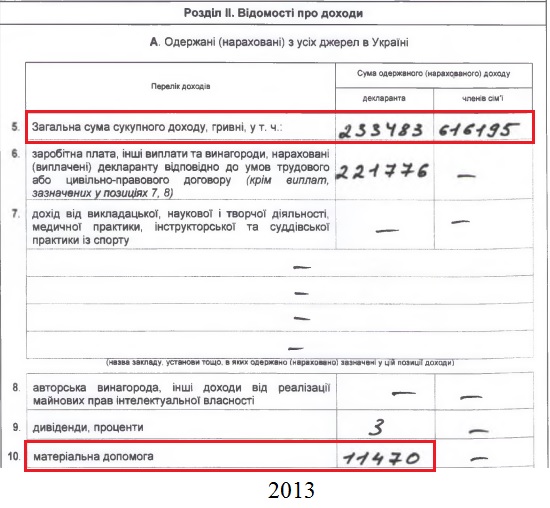 Розділ II. Відомості про доходи
А. Одержані (нараховані) з усіх джерел в Україні
Перелік доходів
Сума одержаного (нарахованого) доходу
декларанта
членів сім'ї
5. Загальна сума сукупного доходу, гривні, у т. ч.: 233483 616195
6. заробітна плата, інші виплати та винагороди, нараховані
(виплачені) декларанту відповідно до умов трудового
або цивільно-правового договору (крім виплат,
зазначених у позиціях 7, 8)
221776 —
7. дохід від викладацької, наукової і творчої діяльності,
медичної практики, інструкторської та суддівської
практики із спорту
— —
—
—
—
—
(назва закладу, установи тощо, в яких одержано (нараховано) зазначені у цій позиції доходи)
8. авторська винагорода, інші доходи від реалізації
майнових прав інтелектуальної власності
— —
9. дивіденди, проценти 3 —
10. матеріальна допомога 11470 —
2013